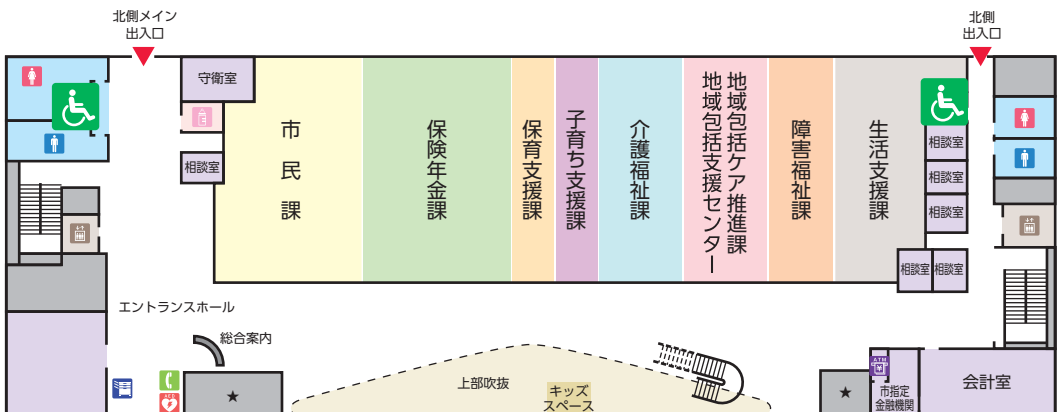 北側メイン
出入口
北側
出入口
守衛室
相談室
市民課
保険年金課
保育支援課
子育ち支援課
介護福祉課
地域包括ケア推進課
地域包括支援センター
障害福祉課
生活支援課
相談室
相談室
相談室
相談室
相談室
エントランスホール
総合案内
上部吹抜
キッズ
スペース
AED
★
★
ATM
¥
市指定
金融機関
会計室